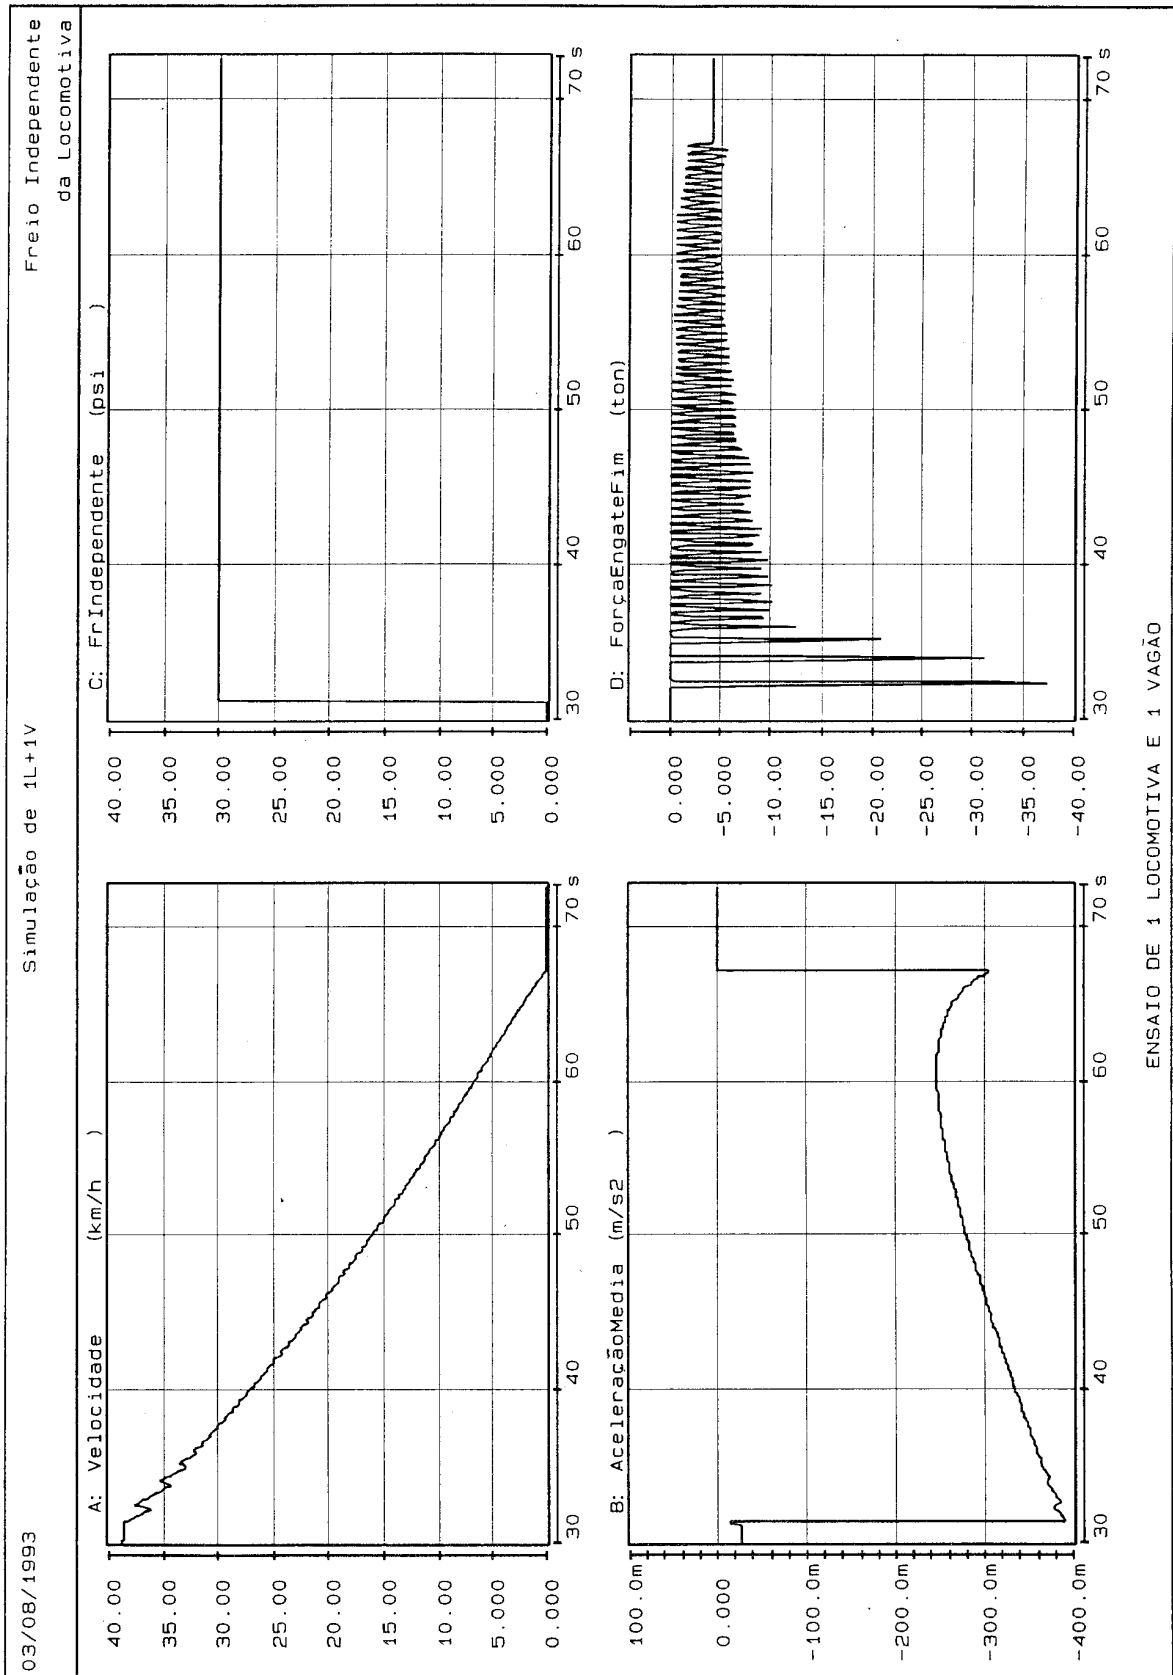 03/08/1993 Simulação de 1L+1V Freio Independente
da Locomotiva
A: Velocidade (km/h )
40.00
35.00
30.00
25.00
20.00
15.00
10.00
5.000
0.000
30 40 50 60 70 s
C: FrIndependente (psi )
40.00
35.00
30.00
25.00
20.00
15.00
10.00
5.000
0.000
30 40 50 60 70 s
B: AceleraçãoMedia (m/s2 )
100.0m
0.000
-100.0m
-200.0m
-300.0m
-400.0m
30 40 50 60 70 s
D: ForçaEngateFim (ton)
0.000
-5.000
-10.00
-15.00
-20.00
-25.00
-30.00
-35.00
-40.00
30 40 50 60 70 s
ENSAIO DE 1 LOCOMOTIVA E 1 VAGÃO